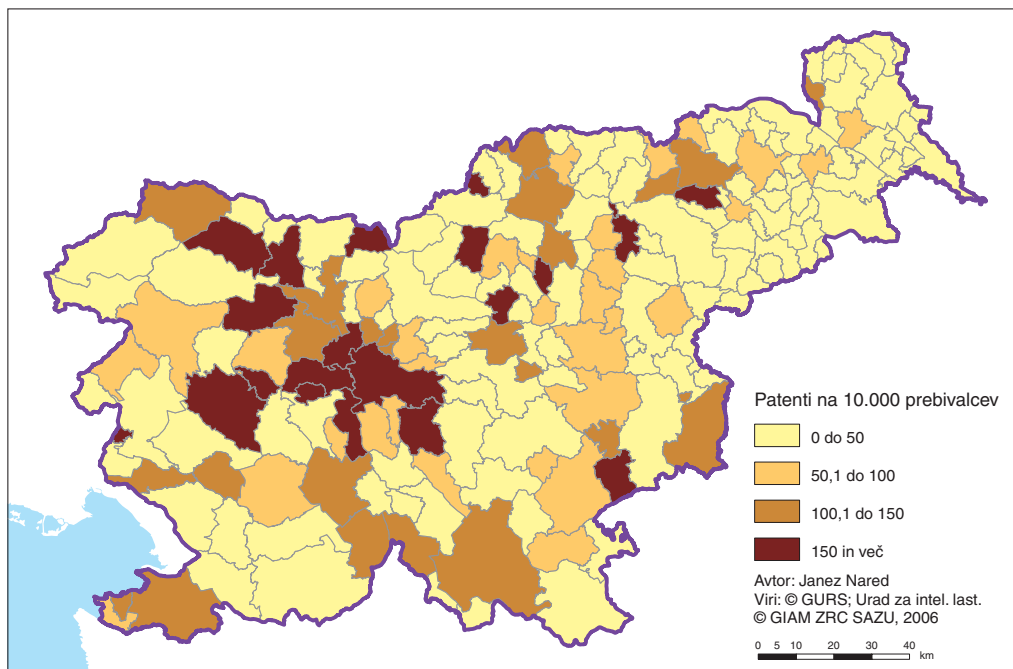 Patenti na 10.000 prebivalcev
0 do 50
50,1 do 100
100,1 do 150
150 in več
Avtor: Janez Nared
Viri: © GURS; Urad za intel. last.
© GIAM ZRC SAZU, 2006
0 5 10 20 30 40
km